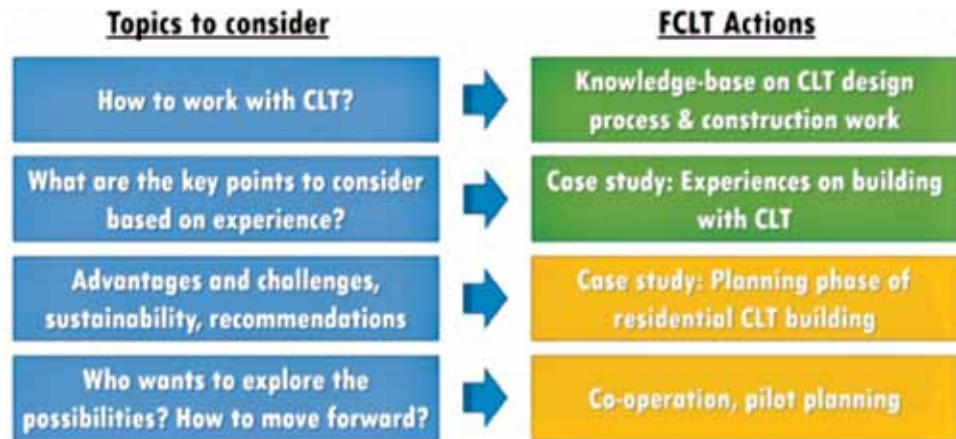 Topics to consider
FCLT Actions
How to work with CLT?
Knowledge-base on CLT design
process & construction work
What are the key points to consider
based on experience?
Case study: Experiences on building
with CLT
Advantages and challenges,
sustainability, recommendations
Case study: Planning phase of
residential CLT building
Who wants to explore the
possibilities? How to move forward?
Co-operation, pilot planning